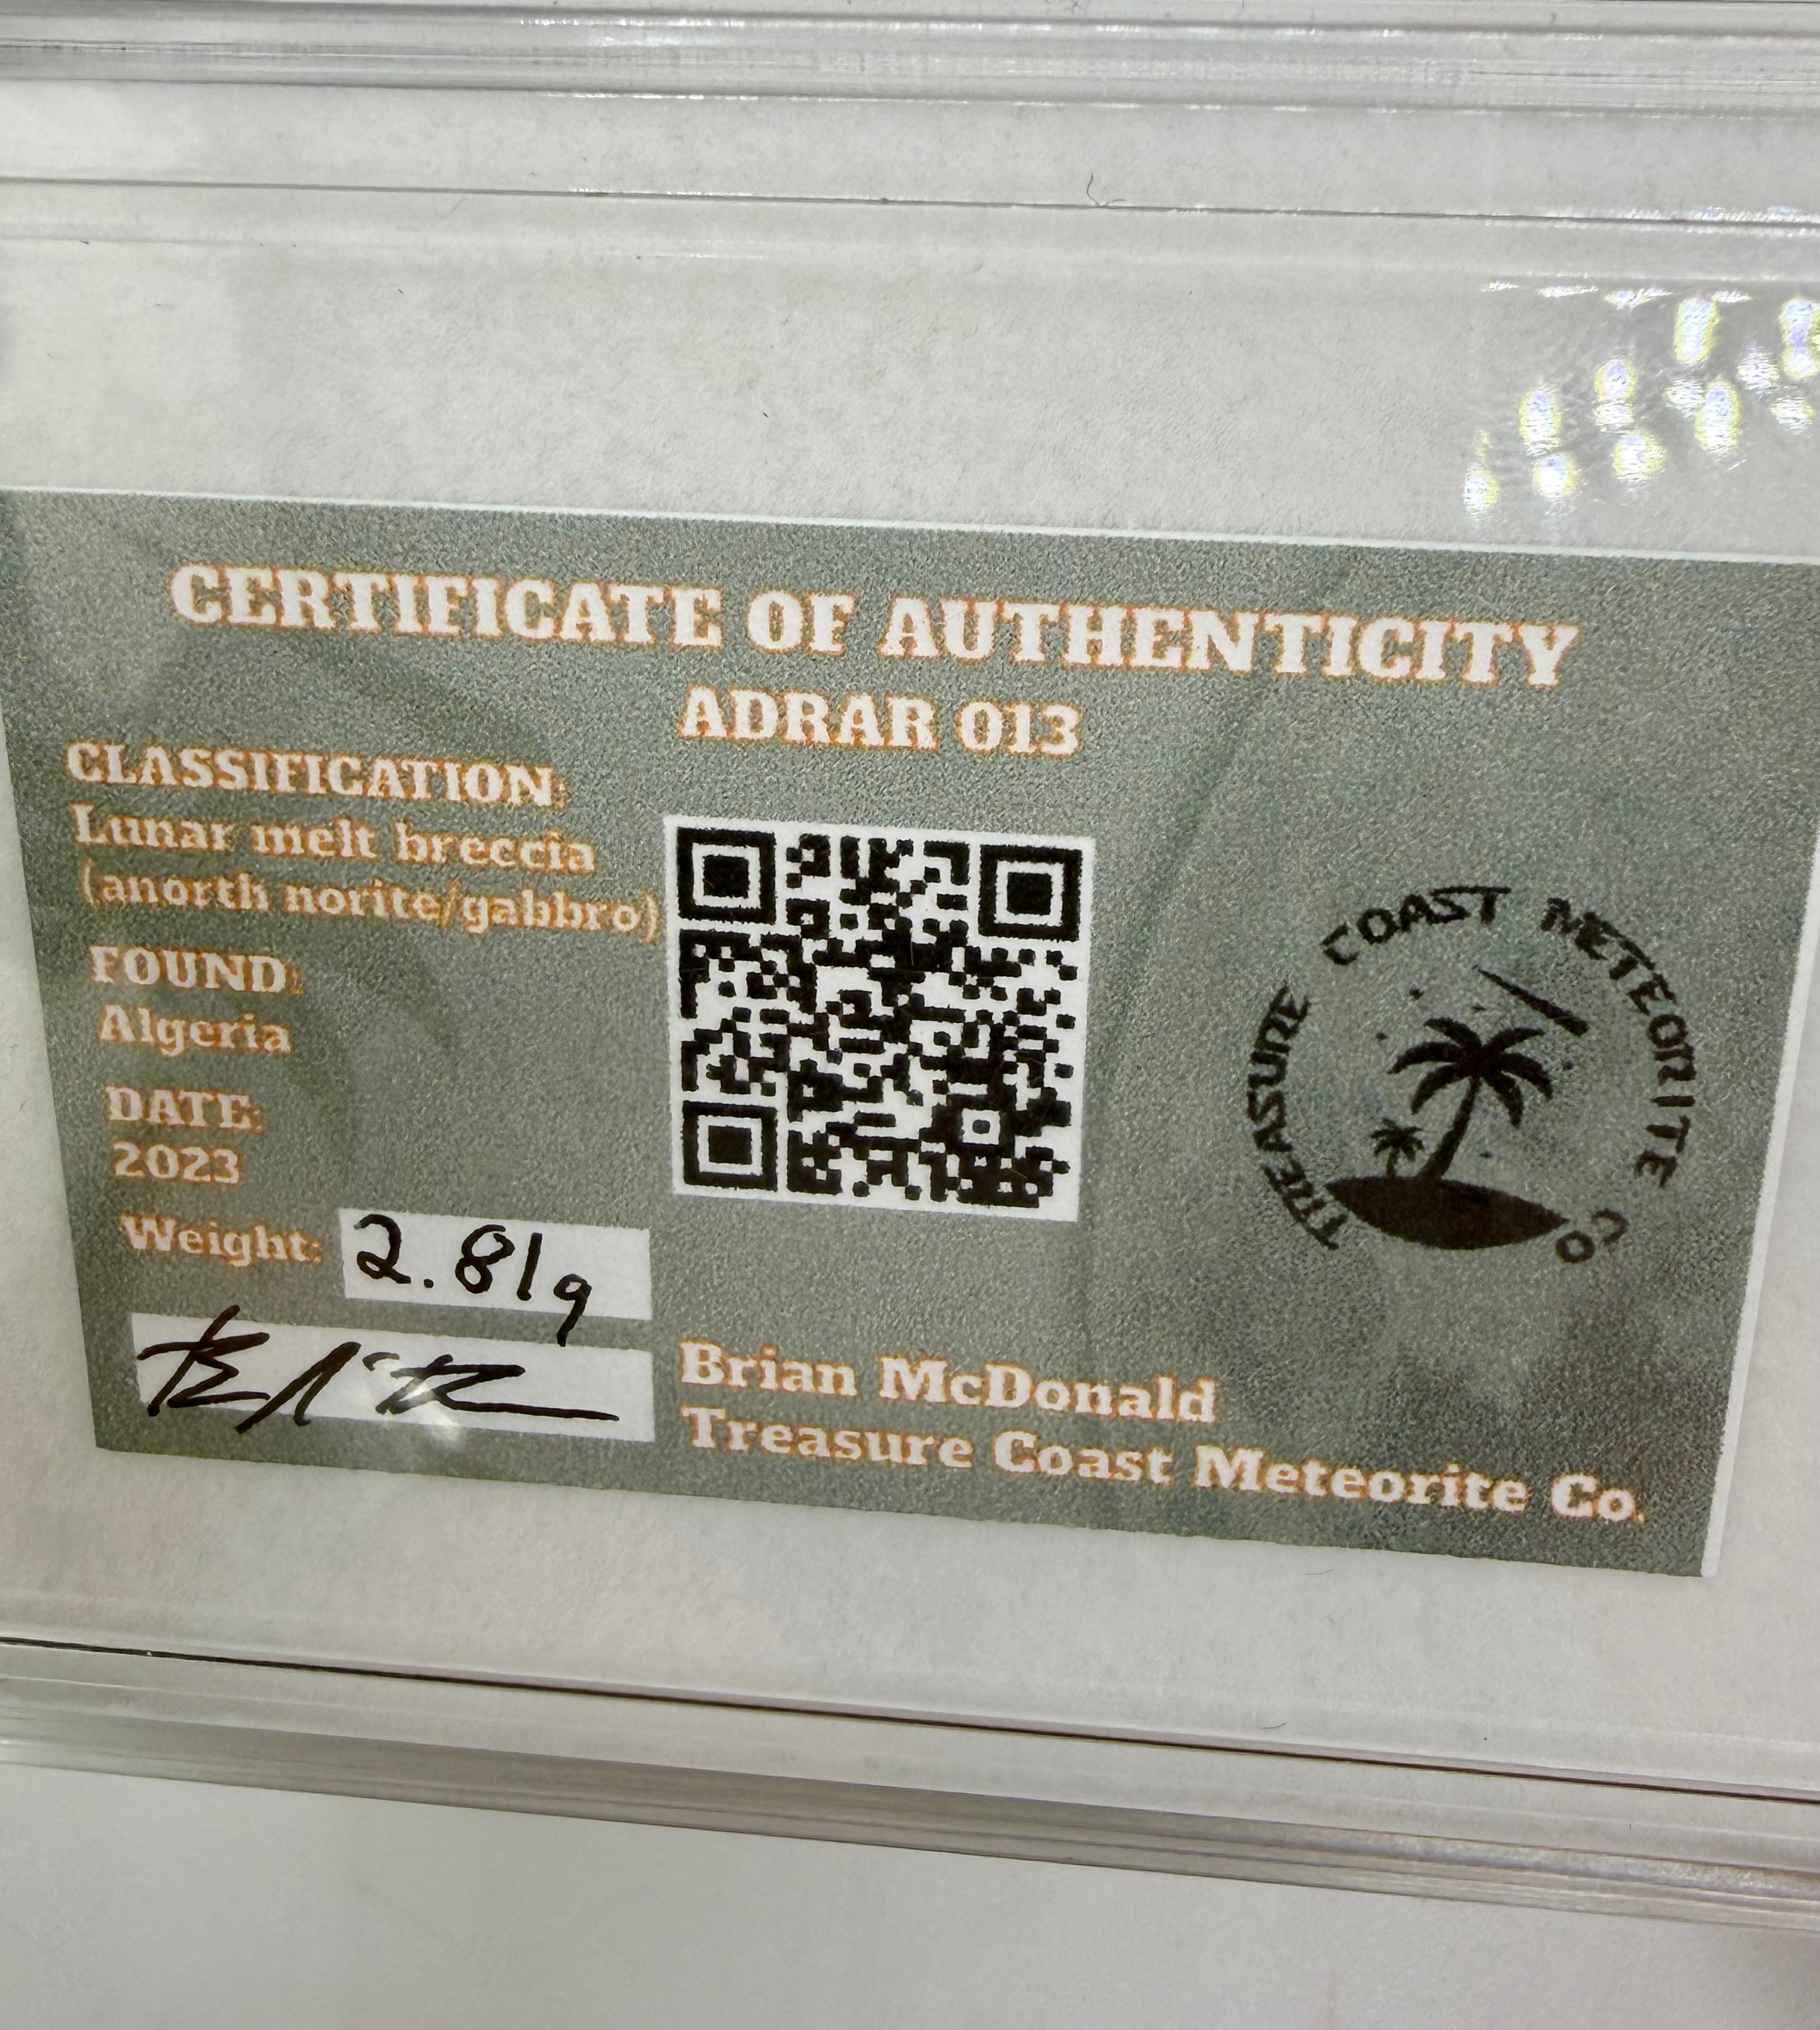 CERTIFICATE OF AUTHENTICITY
ADRAR 013
CLASSIFICATION:
Lunar melt breccia
(anorth norite/gabbro)
FOUND:
Algeria
DATE:
2023
Weight: 2.81g
Brian McDonald
Treasure Coast Meteorite Co.
TREASURE COAST METEORITE CO